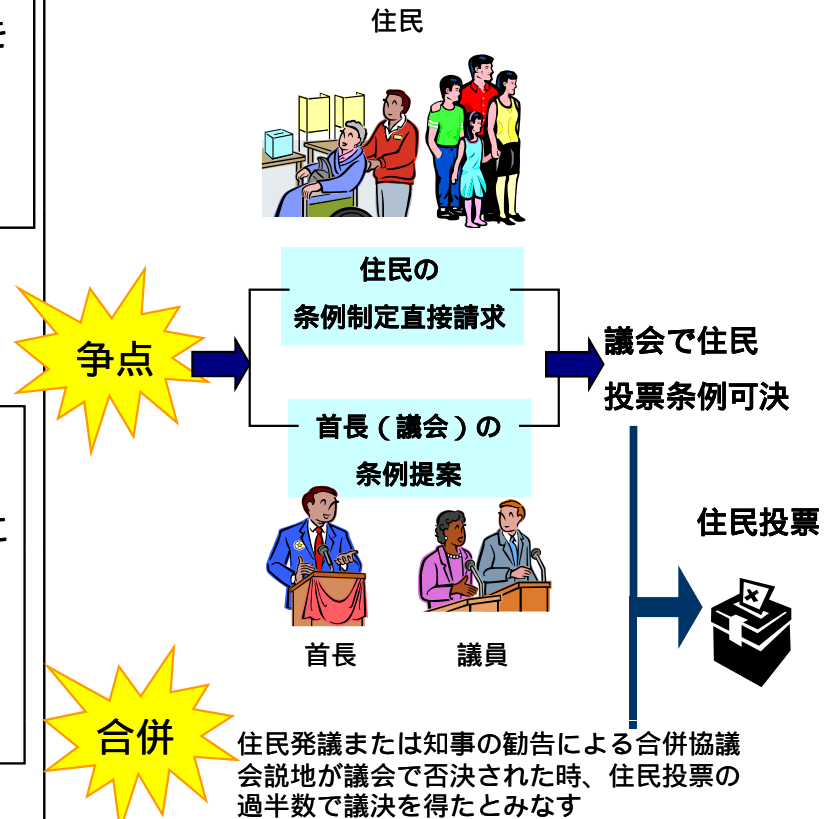 住民
住民の
条例制定直接請求
争点
議会で住民
投票条例可決
首長（議会）の
条例提案
住民投票
首長
議員
合併
住民発議または知事の勧告による合併協議
会説地が議会で否決された時、住民投票の
過半数で議決を得たとみなす